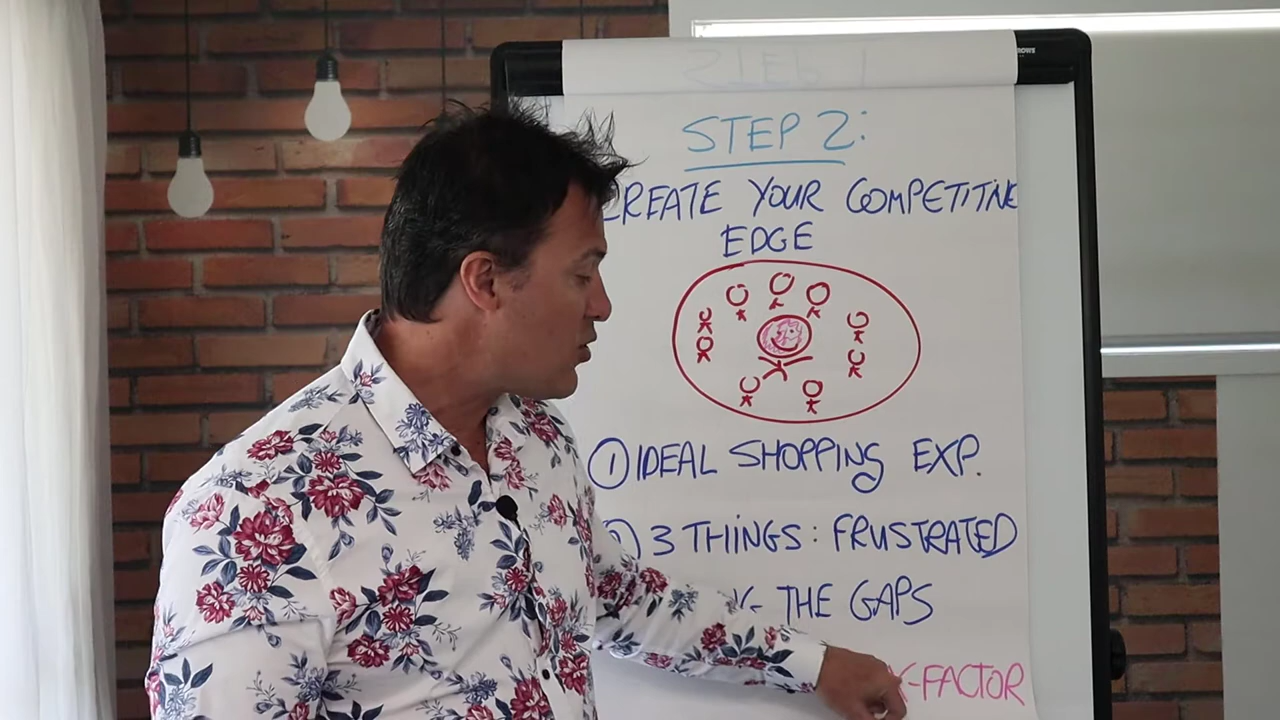 STEP 2:
CREATE YOUR COMPETITIVE
EDGE
① IDEAL SHOPPING EXP.
3 THINGS: FRUSTRATED
THE GAPS
X-FACTOR